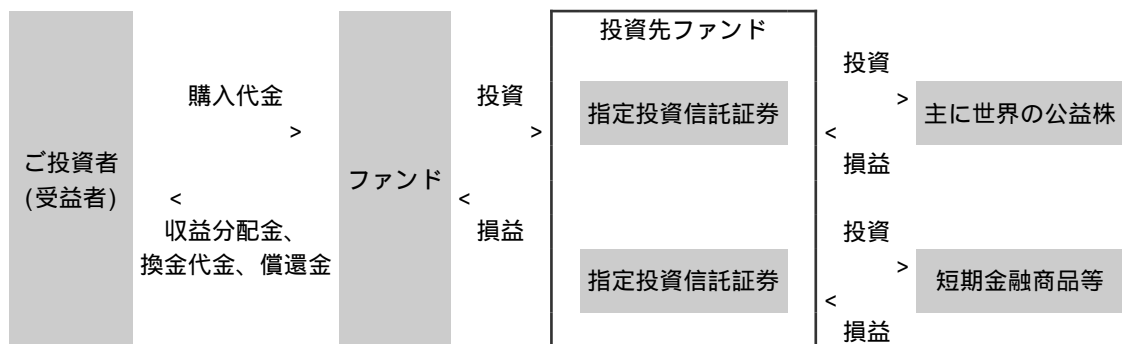 投資先ファンド
購入代金
>
投資
>
指定投資信託証券
投資
>
主に世界の公益株
<
損益
ご投資者
(受益者)
ファンド
<
収益分配金、
換金代金、償還金
<
損益
指定投資信託証券
投資
>
短期金融商品等
<
損益